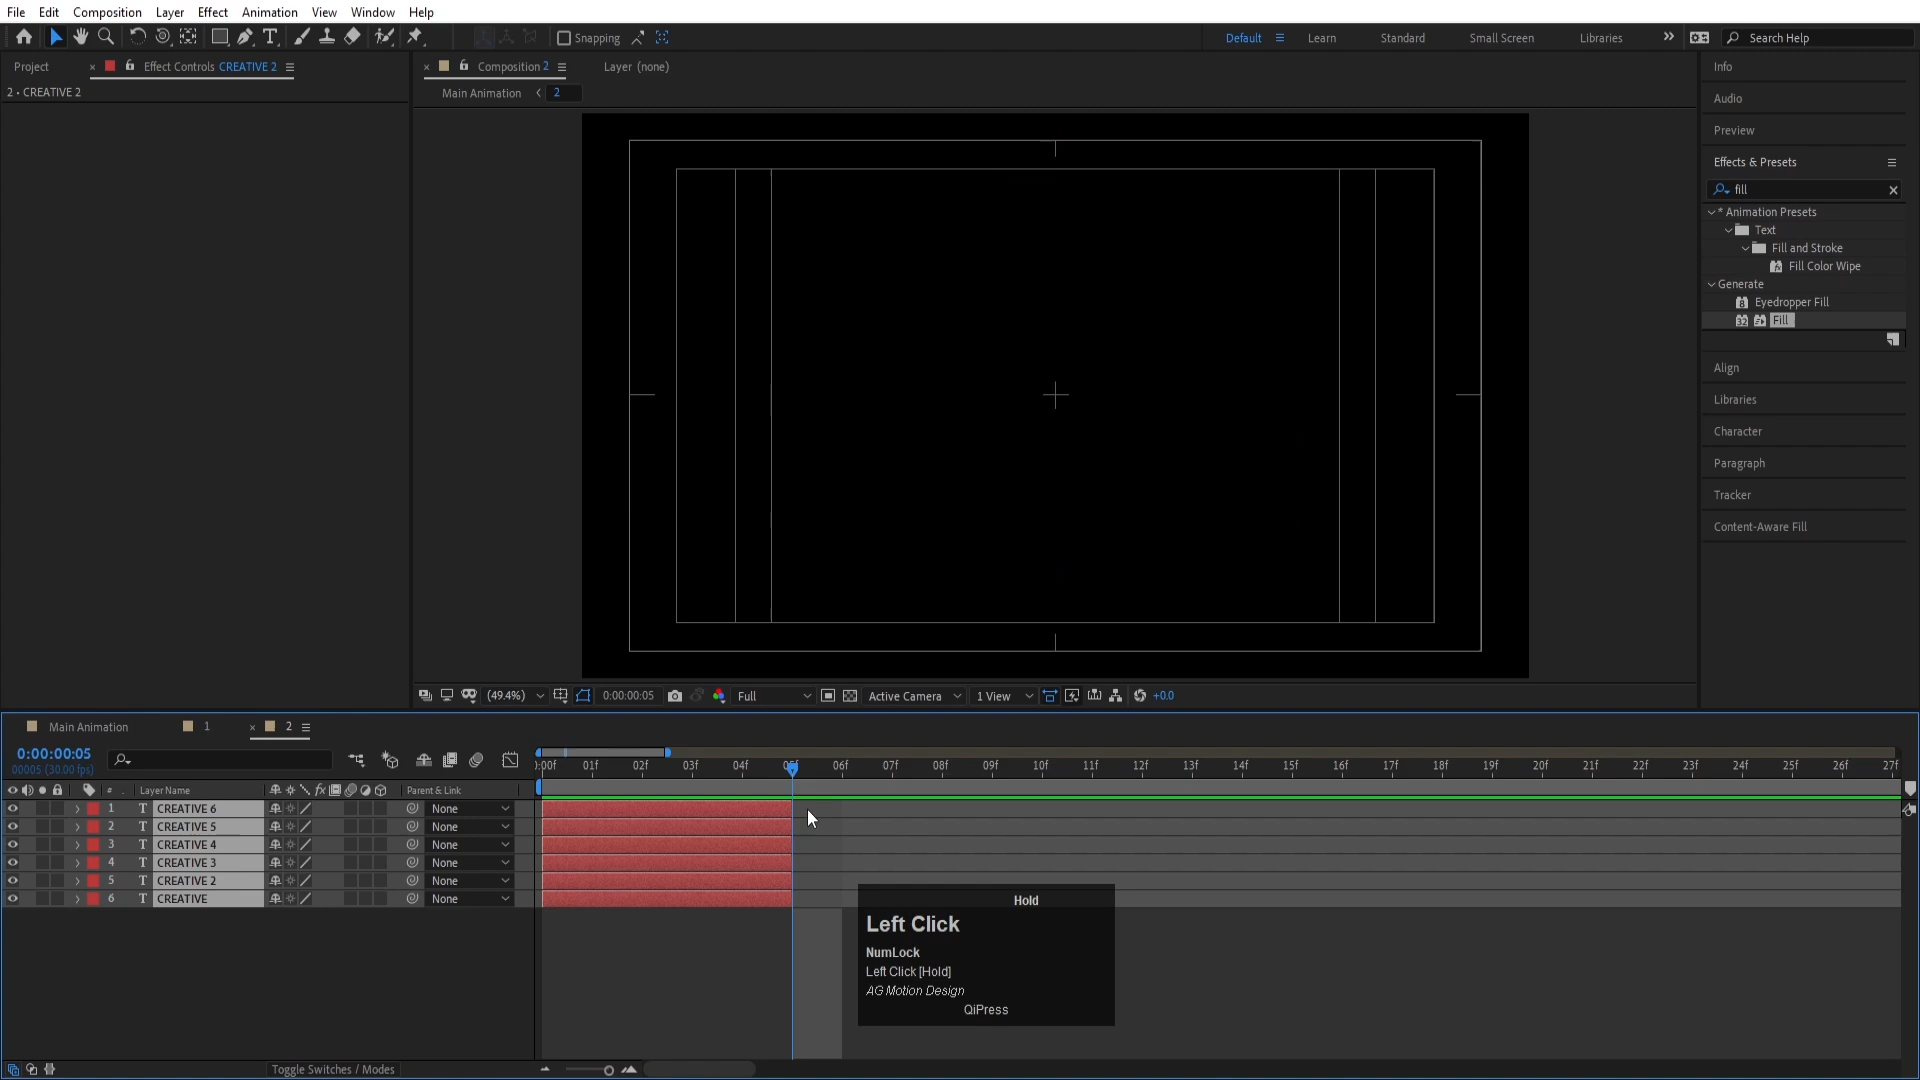 File Edit Composition Layer Effect Animation View Window Help
Snapping Default Learn Standard Small Screen Libraries Search Help
Project Effect Controls CREATIVE 2
2 • CREATIVE 2
Composition 2 Layer (none)
Main Animation 2
Info
Audio
Preview
Effects & Presets
fill
* Animation Presets
Text
Fill and Stroke
Fill Color Wipe
Generate
Eyedropper Fill
Fill
Align
Libraries
Character
Paragraph
Tracker
Content-Aware Fill
(49.4%) 0:00:00:05 Full Active Camera 1 View +0.0
Main Animation 1 2
0:00:00:05
00005 (30.00 fps)
:00f 01f 02f 03f 04f 05f 06f 07f 08f 09f 10f 11f 12f 13f 14f 15f 16f 17f 18f 19f 20f 21f 22f 23f 24f 25f 26f 27f
# Layer Name Parent & Link
1 T CREATIVE 6 None
2 T CREATIVE 5 None
3 T CREATIVE 4 None
4 T CREATIVE 3 None
5 T CREATIVE 2 None
6 T CREATIVE None
Hold
Left Click
NumLock
Left Click [Hold]
AG Motion Design
QiPress
Toggle Switches / Modes